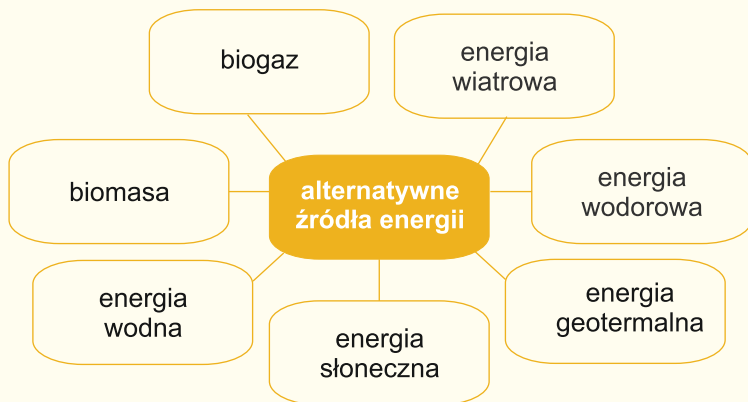 biogaz
energia
wiatrowa
biomasa
alternatywne
źródła energii
energia
wodorowa
energia
wodna
energia
słoneczna
energia
geotermalna